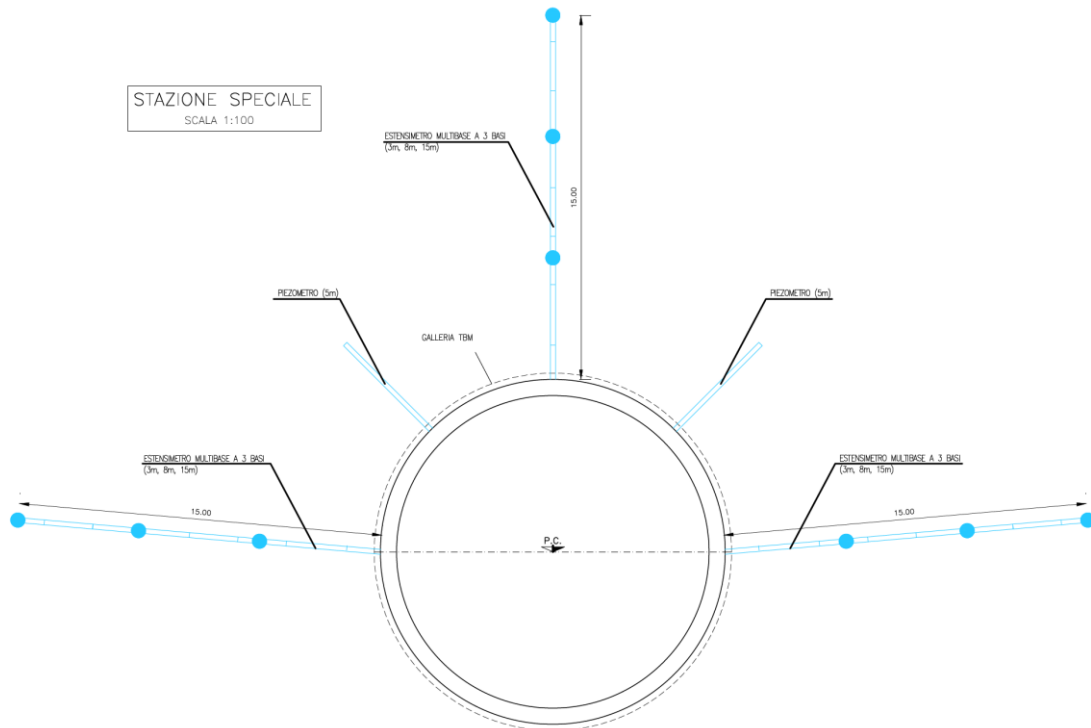 STAZIONE SPECIALE
SCALA 1:100
ESTENSIMETRO MULTIBASE A 3 BASI
(3m, 8m, 15m)
15.00
PIEZOMETRO (5m)
PIEZOMETRO (5m)
GALLERIA TBM
ESTENSIMETRO MULTIBASE A 3 BASI
(3m, 8m, 15m)
ESTENSIMETRO MULTIBASE A 3 BASI
(3m, 8m, 15m)
15.00
15.00
P.C.